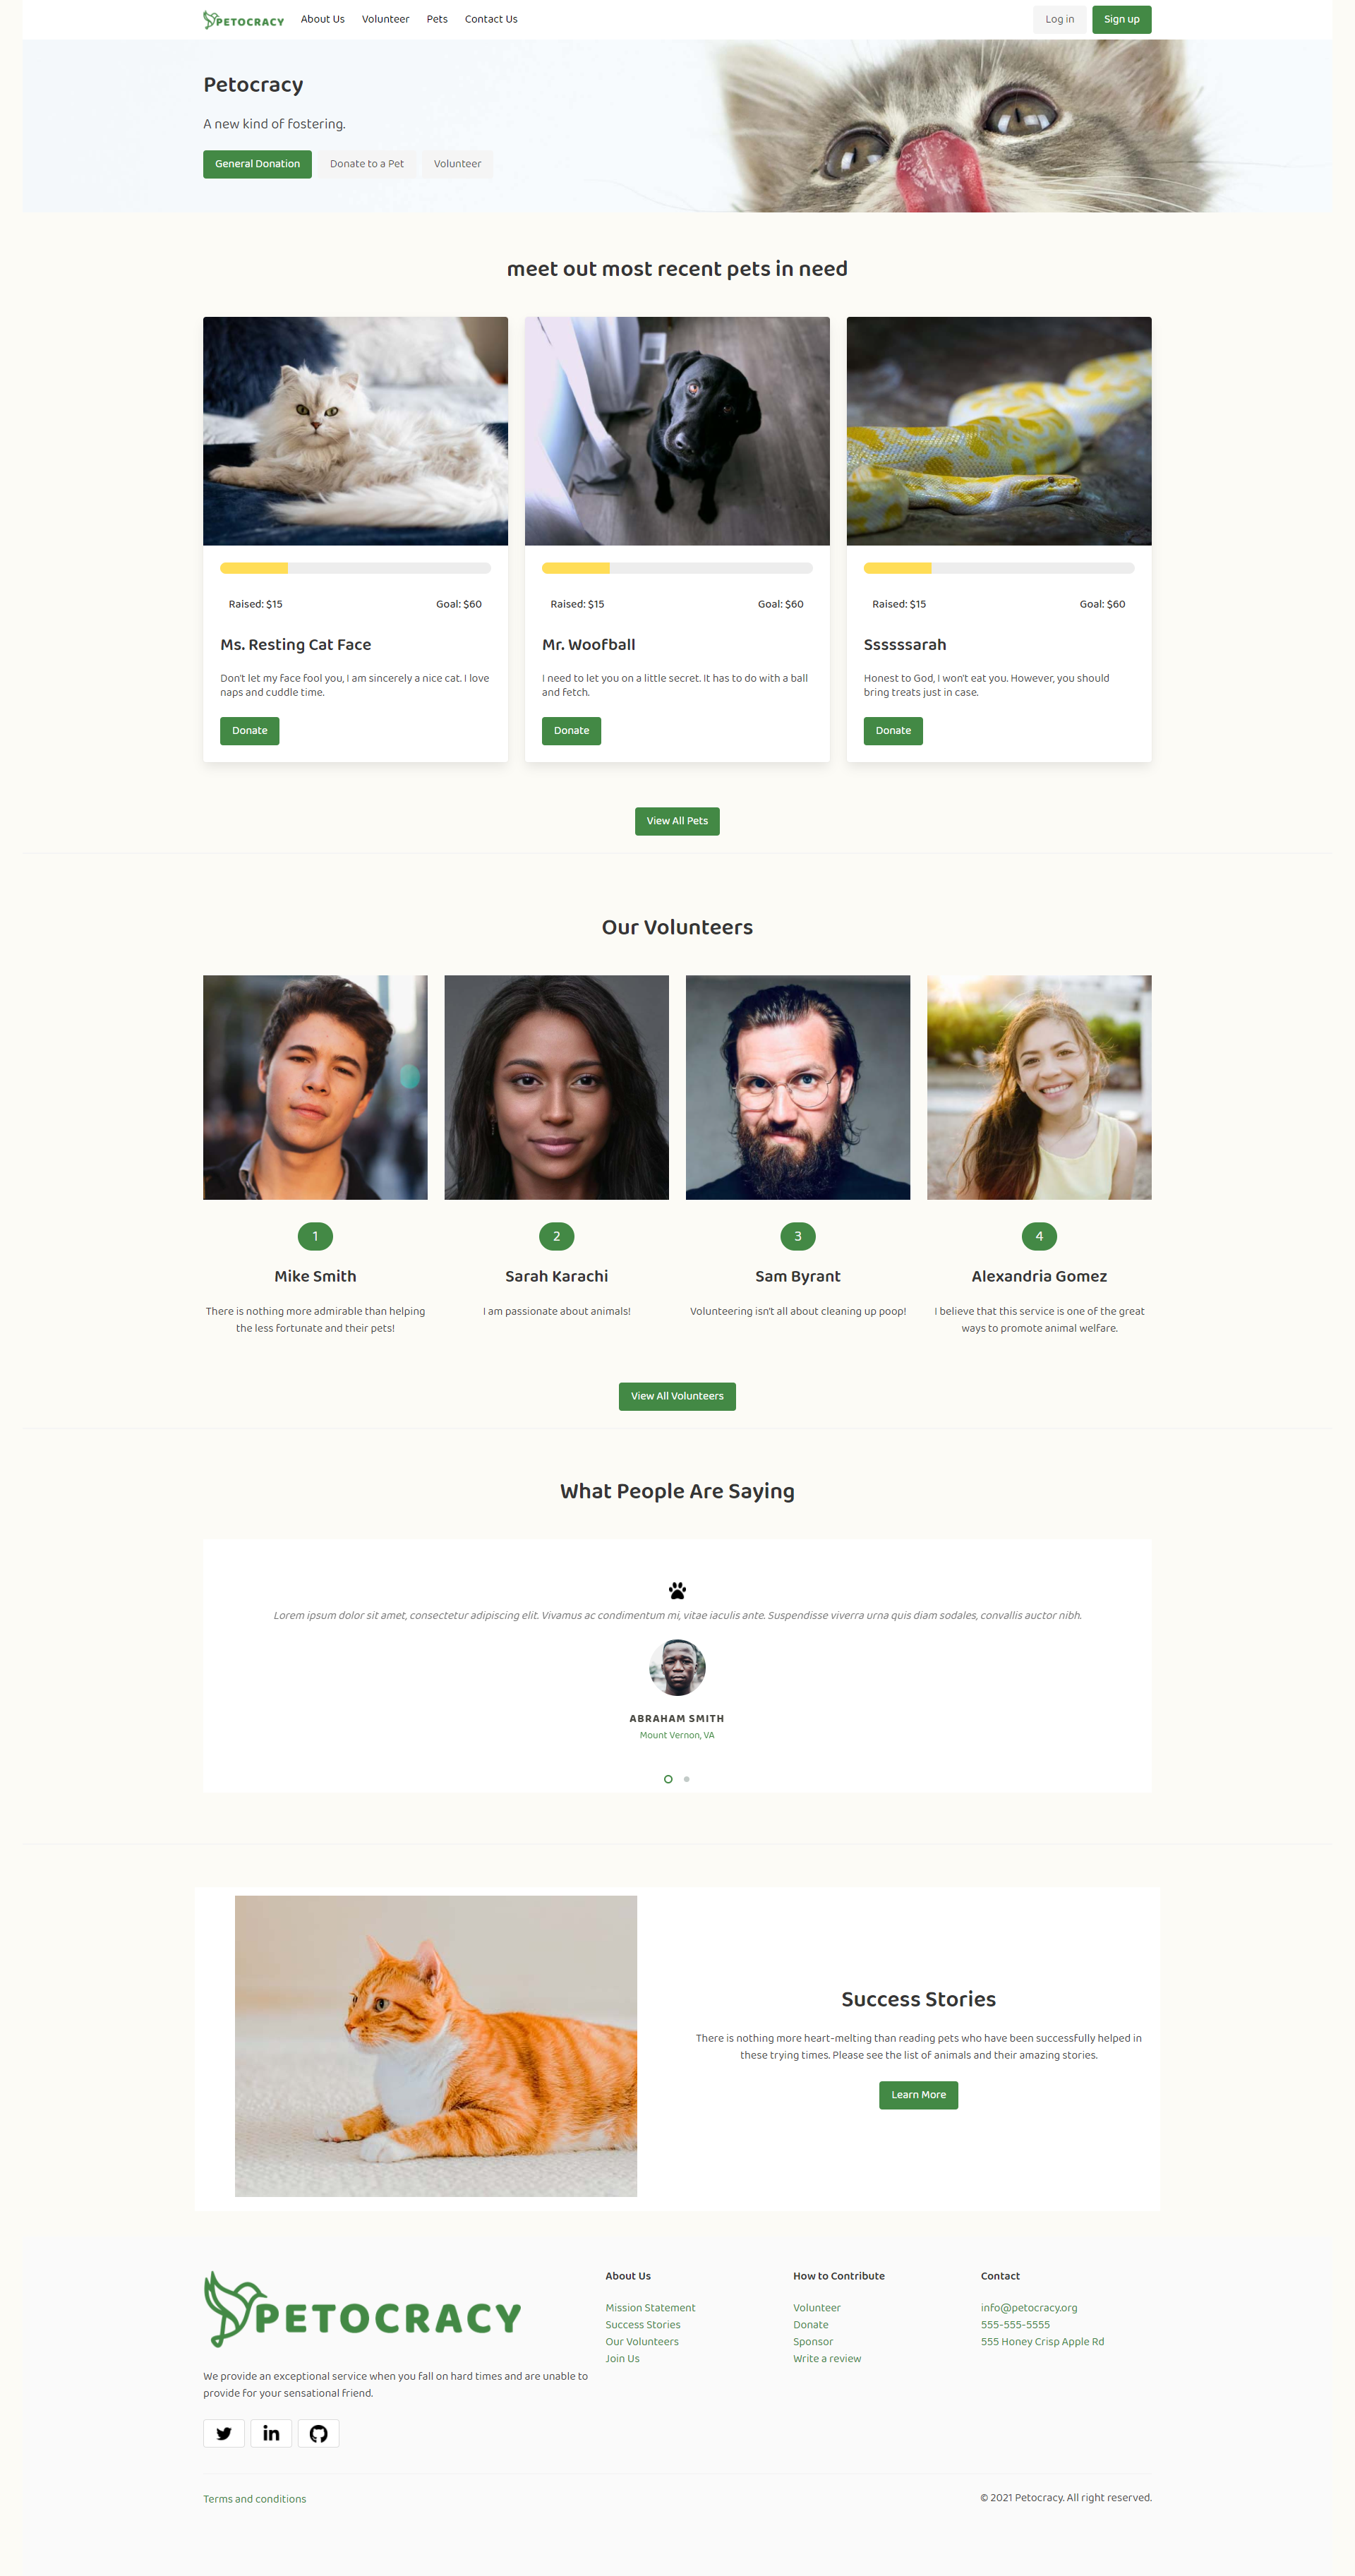 PETOCRACY
About Us
Volunteer
Pets
Contact Us
Log in
Sign up
Petocracy
A new kind of fostering.
General Donation
Donate to a Pet
Volunteer
meet out most recent pets in need
Raised: $15
Goal: $60
Ms. Resting Cat Face
Don't let my face fool you, I am sincerely a nice cat. I love
naps and cuddle time.
Donate
Raised: $15
Goal: $60
Mr. Woofball
I need to let you on a little secret. It has to do with a ball
and fetch.
Donate
Raised: $15
Goal: $60
Ssssssarah
Honest to God, I won't eat you. However, you should
bring treats just in case.
Donate
View All Pets
Our Volunteers
1
Mike Smith
There is nothing more admirable than helping
the less fortunate and their pets!
2
Sarah Karachi
I am passionate about animals!
3
Sam Byrant
Volunteering isn't all about cleaning up poop!
4
Alexandria Gomez
I believe that this service is one of the great
ways to promote animal welfare.
View All Volunteers
What People Are Saying
Lorem ipsum dolor sit amet, consectetur adipiscing elit. Vivamus ac condimentum mi, vitae iaculis ante. Suspendisse viverra urna quis diam sodales, convallis auctor nibh.
ABRAHAM SMITH
Mount Vernon, VA
Success Stories
There is nothing more heart-melting than reading pets who have been successfully helped in
these trying times. Please see the list of animals and their amazing stories.
Learn More
PETOCRACY
We provide an exceptional service when you fall on hard times and are unable to
provide for your sensational friend.
in
About Us
Mission Statement
Success Stories
Our Volunteers
Join Us
How to Contribute
Volunteer
Donate
Sponsor
Write a review
Contact
info@petocracy.org
555-555-5555
555 Honey Crisp Apple Rd
Terms and conditions
© 2021 Petocracy. All right reserved.